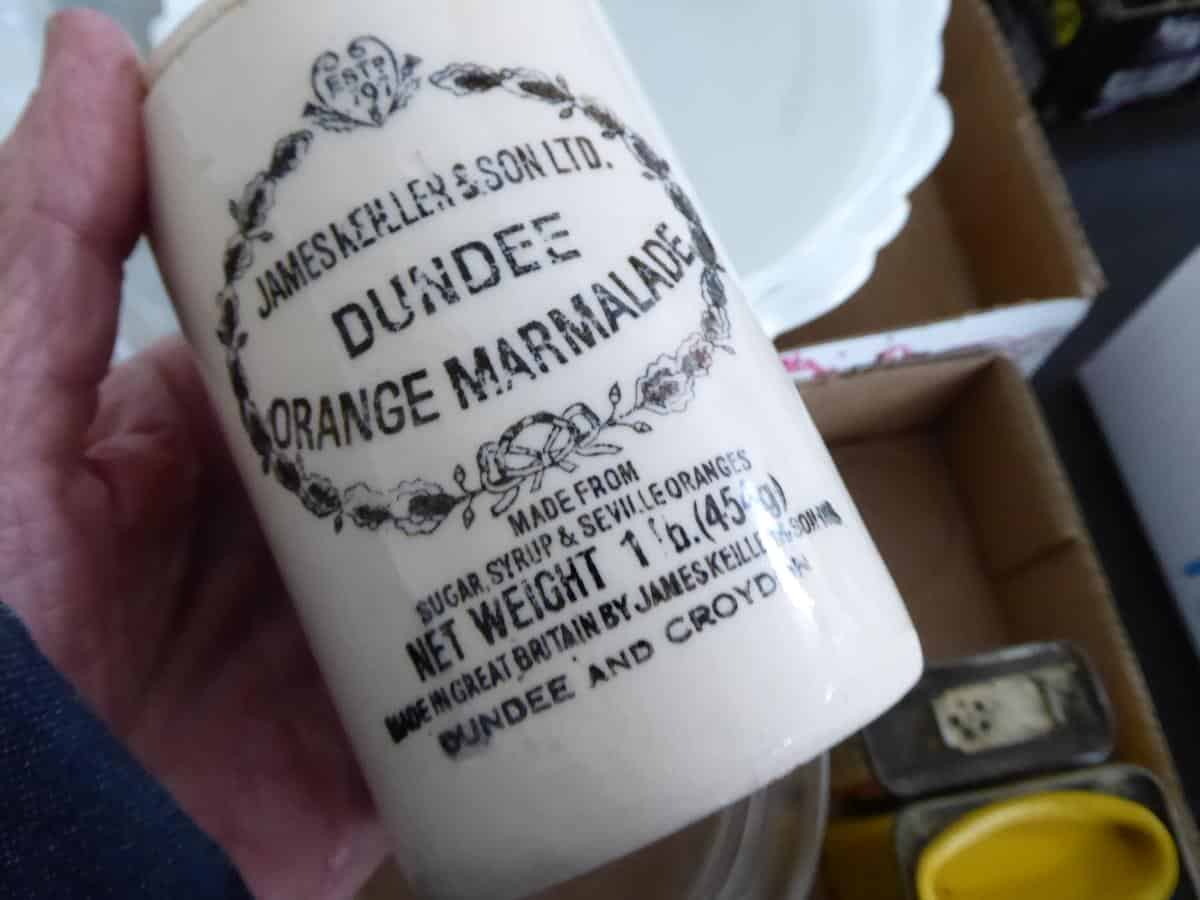 ESTD
JAMES KEILLER & SON LTD.
DUNDEE
ORANGE MARMALADE
MADE FROM
SUGAR, SYRUP & SEVILLE ORANGES
NET WEIGHT 1 lb. (454g)
MADE IN GREAT BRITAIN BY JAMES KEILLER
DUNDEE AND CROYDON